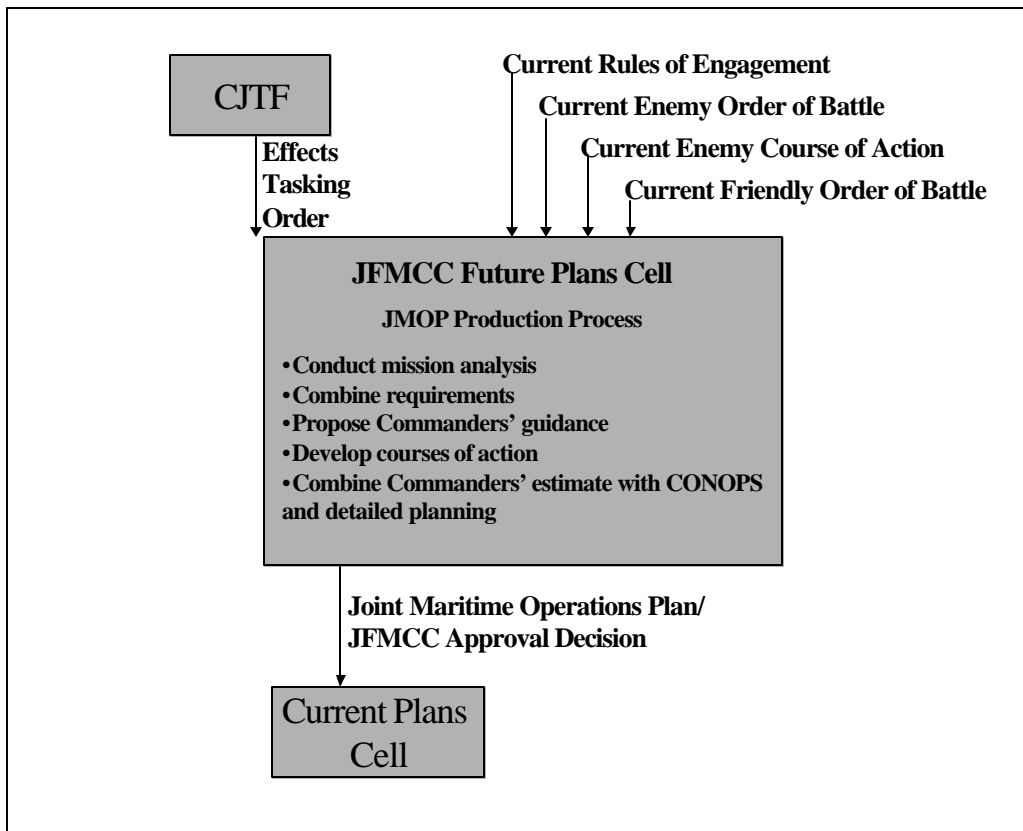 CJTF
Effects
Tasking
Order
Current Rules of Engagement
Current Enemy Order of Battle
Current Enemy Course of Action
Current Friendly Order of Battle
JFMCC Future Plans Cell
JMOP Production Process
•Conduct mission analysis
•Combine requirements
•Propose Commanders’ guidance
•Develop courses of action
•Combine Commanders’ estimate with CONOPS
and detailed planning
Joint Maritime Operations Plan/
JFMCC Approval Decision
Current Plans
Cell